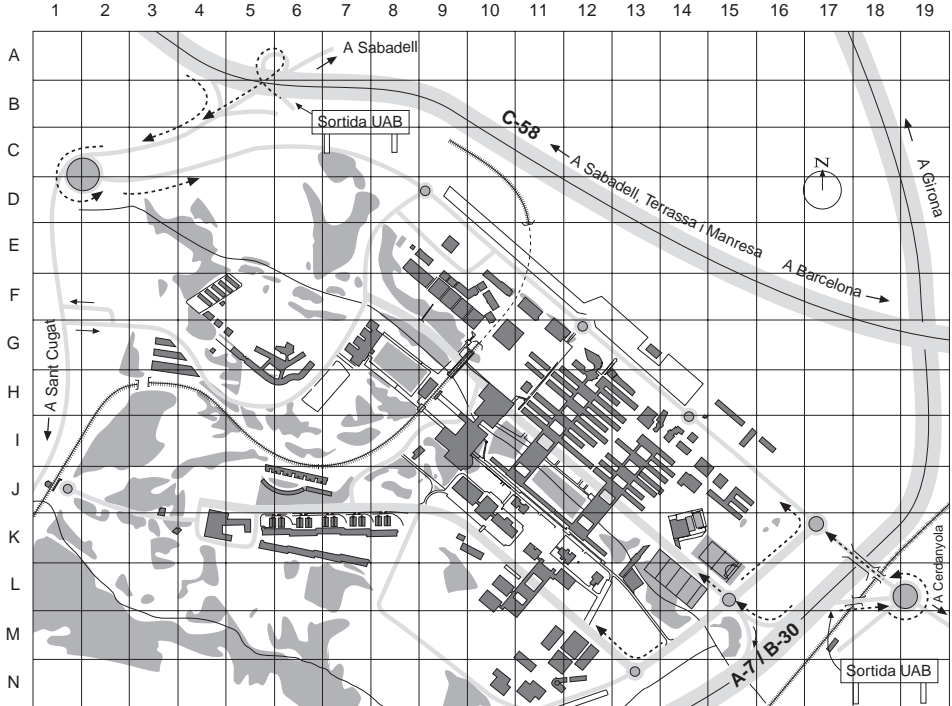 1 2 3 4 5 6 7 8 9 10 11 12 13 14 15 16 17 18 19
A
B
C
D
E
F
G
H
I
J
K
L
M
N
A Sabadell
Sortida UAB
C-58
A Sabadell, Terrassa i Manresa
A Barcelona
A Girona
N
A Sant Cugat
A Cerdanyola
A-7 / B-30
Sortida UAB